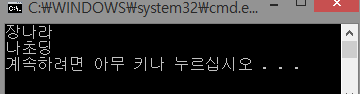 C:₩WINDOWS₩system32₩cmd.e...
장나라
나초딩
계속하려면 아무 키나 누르십시오 . . .